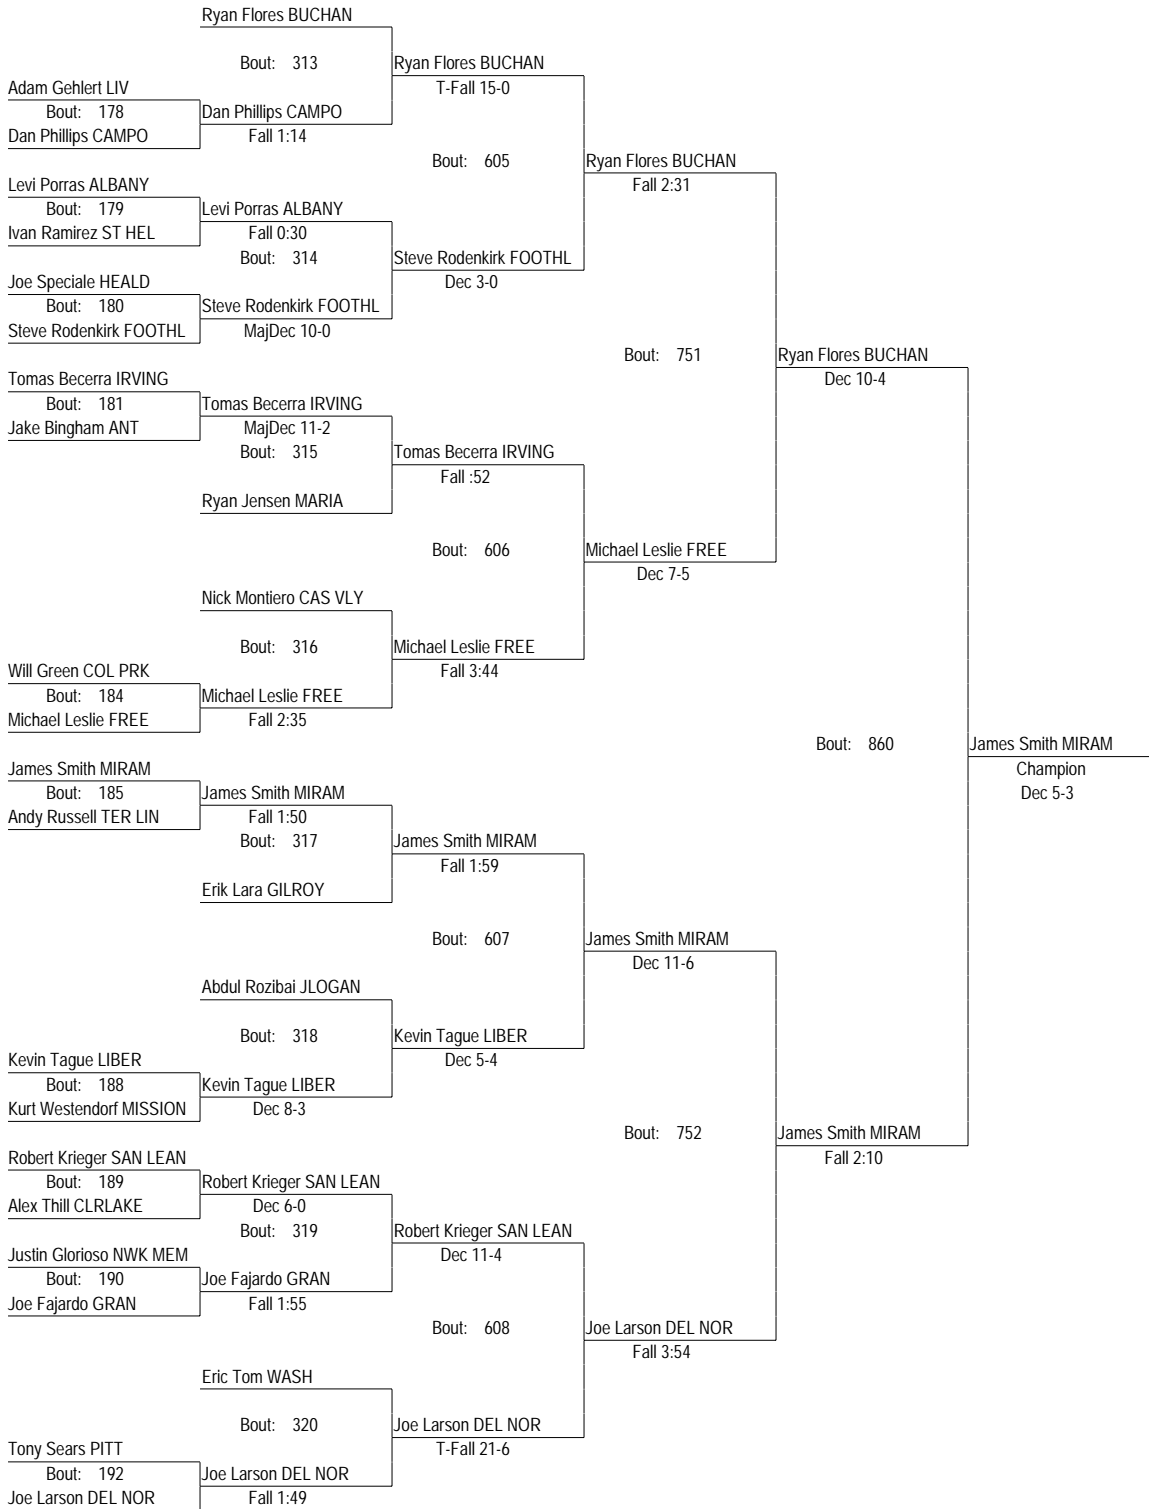 Ryan Flores BUCHAN
Bout: 313
Ryan Flores BUCHAN
Adam Gehlert LIV
T-Fall 15-0
Bout: 178
Dan Phillips CAMPO
Dan Phillips CAMPO
Fall 1:14
Bout: 605
Ryan Flores BUCHAN
Levi Porras ALBANY
Fall 2:31
Bout: 179
Levi Porras ALBANY
Ivan Ramirez ST HEL
Fall 0:30
Bout: 314
Steve Rodenkirk FOOTHL
Joe Speciale HEALD
Dec 3-0
Bout: 180
Steve Rodenkirk FOOTHL
Steve Rodenkirk FOOTHL
MajDec 10-0
Bout: 751
Ryan Flores BUCHAN
Tomas Becerra IRVING
Dec 10-4
Bout: 181
Tomas Becerra IRVING
Jake Bingham ANT
MajDec 11-2
Bout: 315
Tomas Becerra IRVING
Fall :52
Ryan Jensen MARIA
Bout: 606
Michael Leslie FREE
Dec 7-5
Nick Montiero CAS VLY
Bout: 316
Michael Leslie FREE
Will Green COL PRK
Fall 3:44
Bout: 184
Michael Leslie FREE
Michael Leslie FREE
Fall 2:35
Bout: 860
James Smith MIRAM
James Smith MIRAM
Champion
Bout: 185
James Smith MIRAM
Dec 5-3
Andy Russell TER LIN
Fall 1:50
Bout: 317
James Smith MIRAM
Fall 1:59
Erik Lara GILROY
Bout: 607
James Smith MIRAM
Dec 11-6
Abdul Rozibai JLOGAN
Bout: 318
Kevin Tague LIBER
Kevin Tague LIBER
Dec 5-4
Bout: 188
Kevin Tague LIBER
Kurt Westendorf MISSION
Dec 8-3
Bout: 752
James Smith MIRAM
Robert Krieger SAN LEAN
Fall 2:10
Bout: 189
Robert Krieger SAN LEAN
Alex Thill CLRLAKE
Dec 6-0
Bout: 319
Robert Krieger SAN LEAN
Justin Glorioso NWK MEM
Dec 11-4
Bout: 190
Joe Fajardo GRAN
Joe Fajardo GRAN
Fall 1:55
Bout: 608
Joe Larson DEL NOR
Fall 3:54
Eric Tom WASH
Bout: 320
Joe Larson DEL NOR
Tony Sears PITT
T-Fall 21-6
Bout: 192
Joe Larson DEL NOR
Joe Larson DEL NOR
Fall 1:49